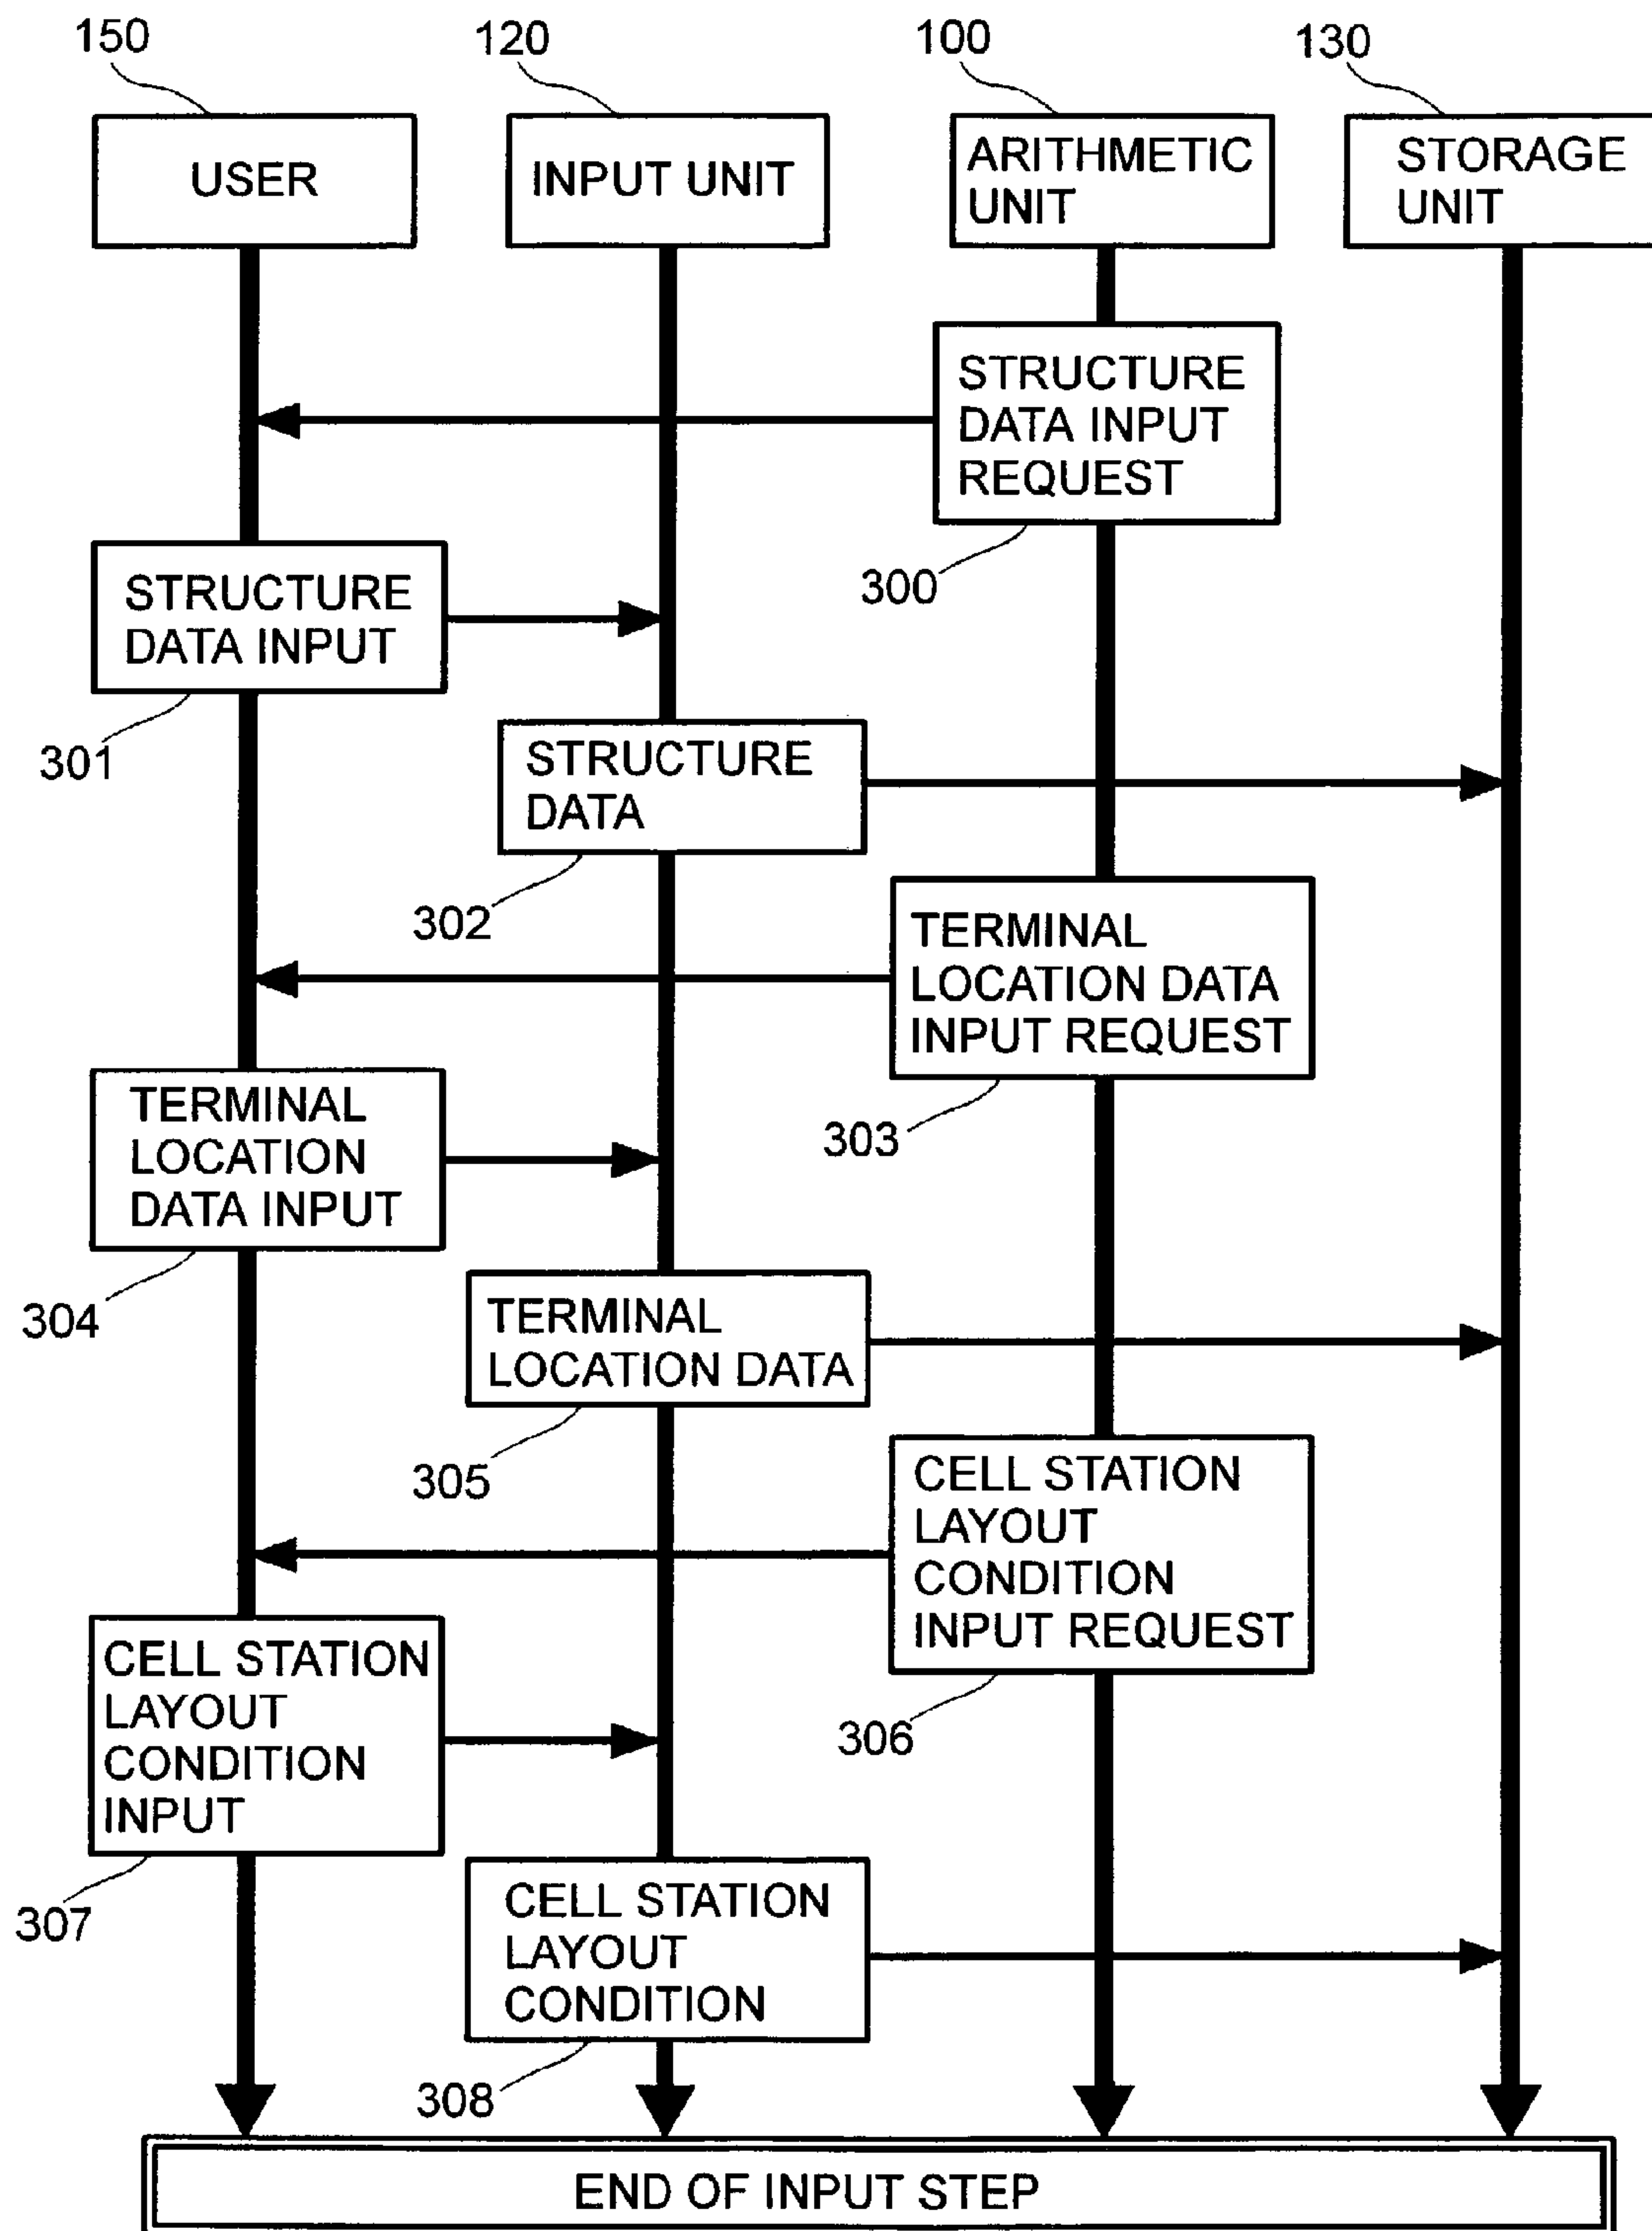 150
120
100
130
USER
INPUT UNIT
ARITHMETIC
UNIT
STORAGE
UNIT
STRUCTURE
DATA INPUT
REQUEST
300
STRUCTURE
DATA INPUT
301
STRUCTURE
DATA
302
TERMINAL
LOCATION DATA
INPUT REQUEST
303
TERMINAL
LOCATION
DATA INPUT
304
TERMINAL
LOCATION DATA
305
CELL STATION
LAYOUT
CONDITION
INPUT REQUEST
306
CELL STATION
LAYOUT
CONDITION
INPUT
307
CELL STATION
LAYOUT
CONDITION
308
END OF INPUT STEP